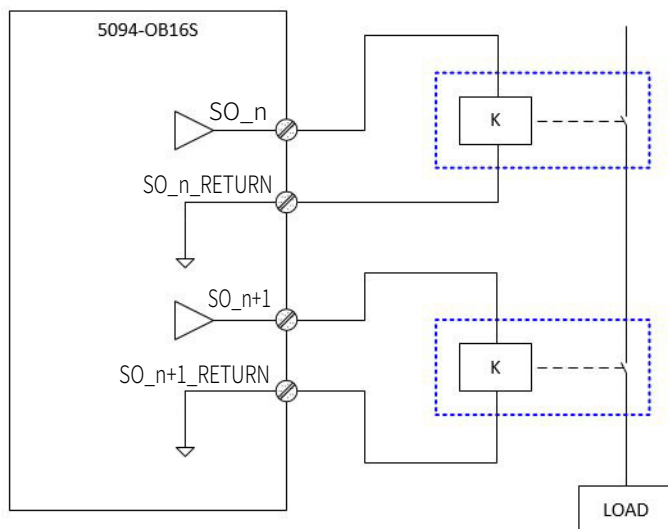 5094-OB16S
SO_n
K
SO_n_RETURN
SO_n+1
K
SO_n+1_RETURN
LOAD